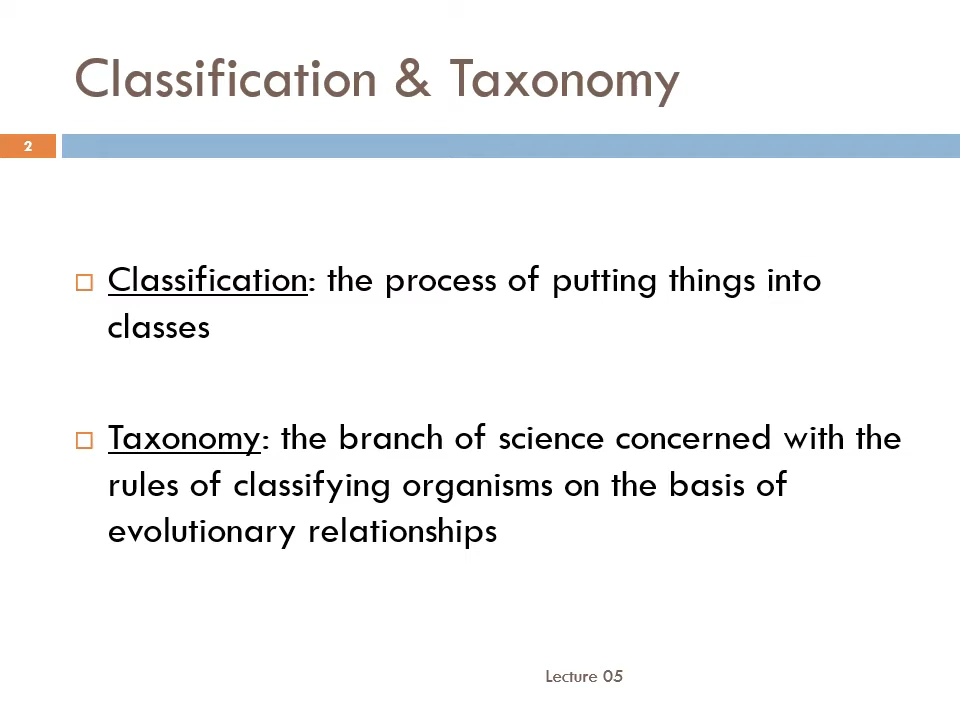 Classification & Taxonomy
2
Classification: the process of putting things into
classes
Taxonomy: the branch of science concerned with the
rules of classifying organisms on the basis of
evolutionary relationships
Lecture 05